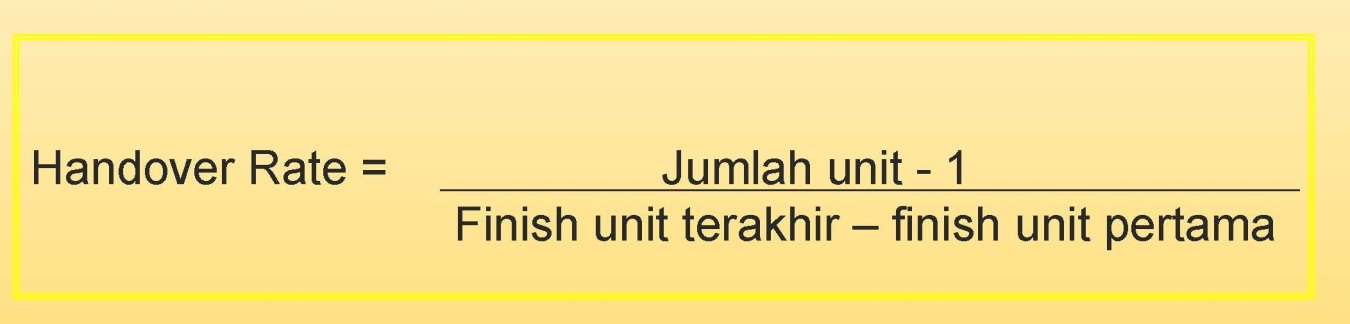 Handover Rate = Jumlah unit - 1
Finish unit terakhir – finish unit pertama